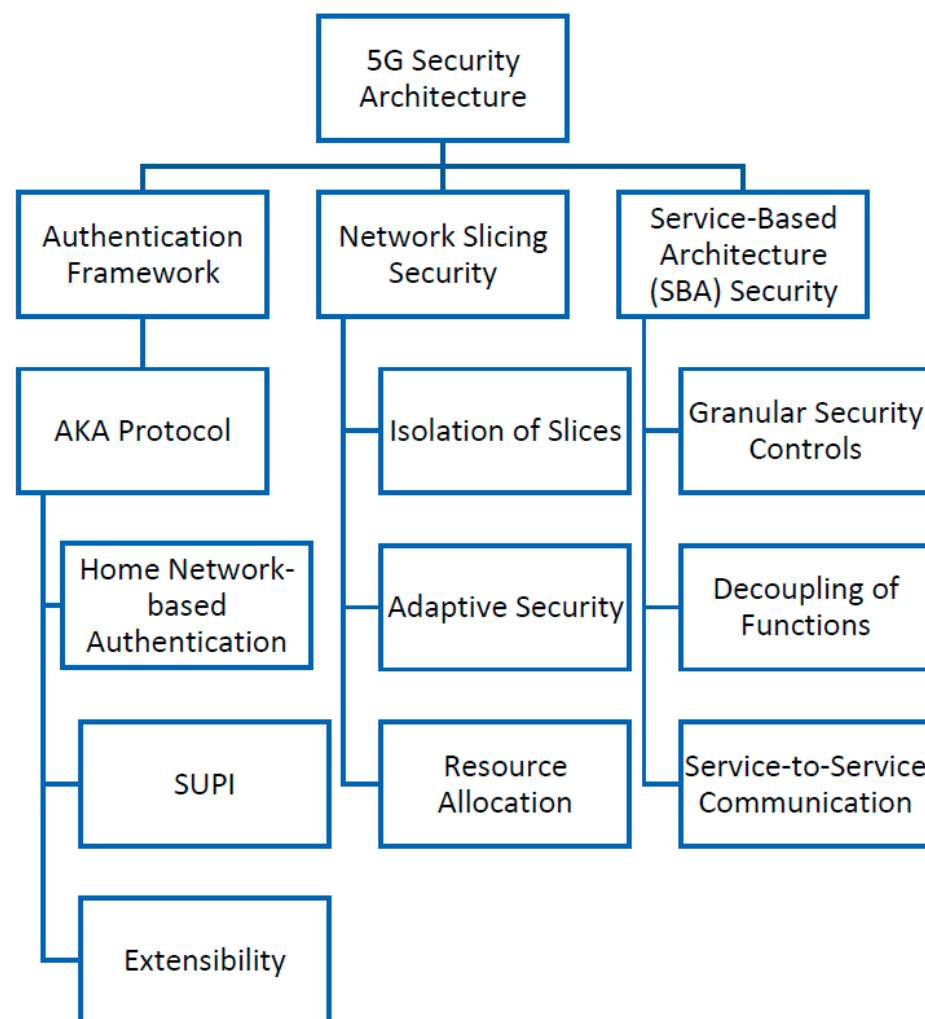 5G Security
Architecture
Authentication
Framework
Network Slicing
Security
Service-Based
Architecture
(SBA) Security
AKA Protocol
Isolation of Slices
Granular Security
Controls
Home Network-
based
Authentication
Adaptive Security
Decoupling of
Functions
SUPI
Resource
Allocation
Service-to-Service
Communication
Extensibility